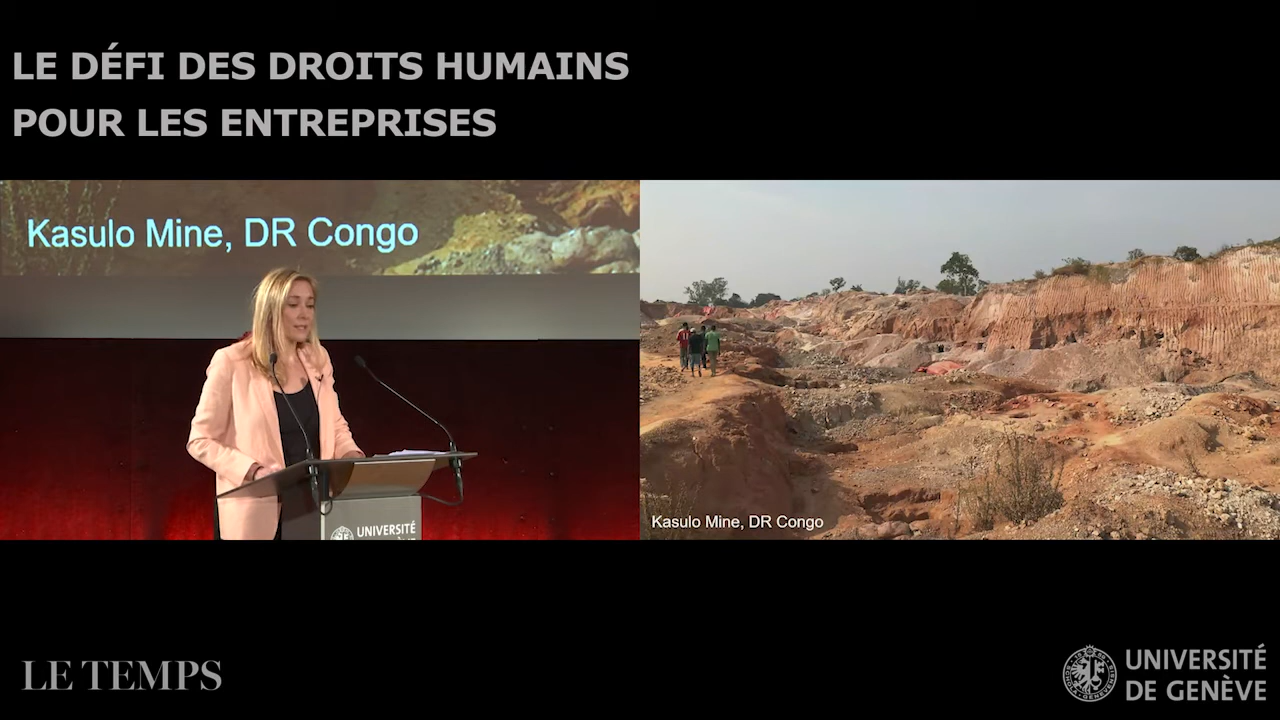 LE DÉFI DES DROITS HUMAINS
POUR LES ENTREPRISES
Kasulo Mine, DR Congo
UNIVERSITÉ
Kasulo Mine, DR Congo
LE TEMPS
UNIVERSITÉ
DE GENÈVE